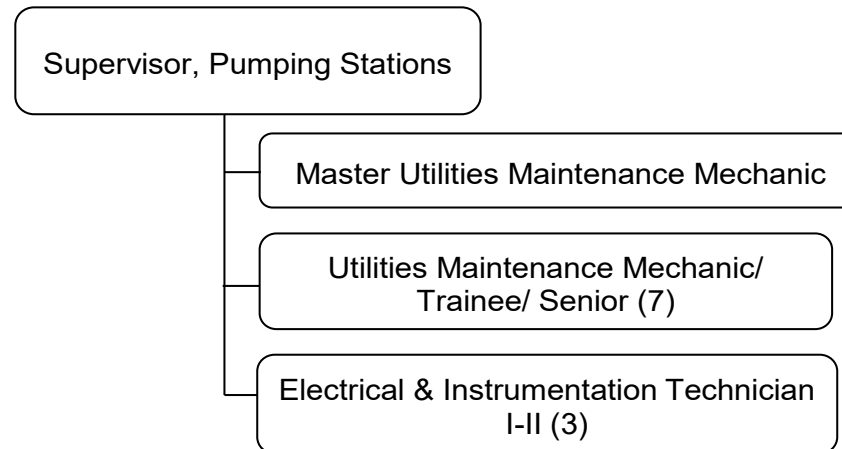 Supervisor, Pumping Stations
Master Utilities Maintenance Mechanic
Utilities Maintenance Mechanic/
Trainee/ Senior (7)
Electrical & Instrumentation Technician
I-II (3)